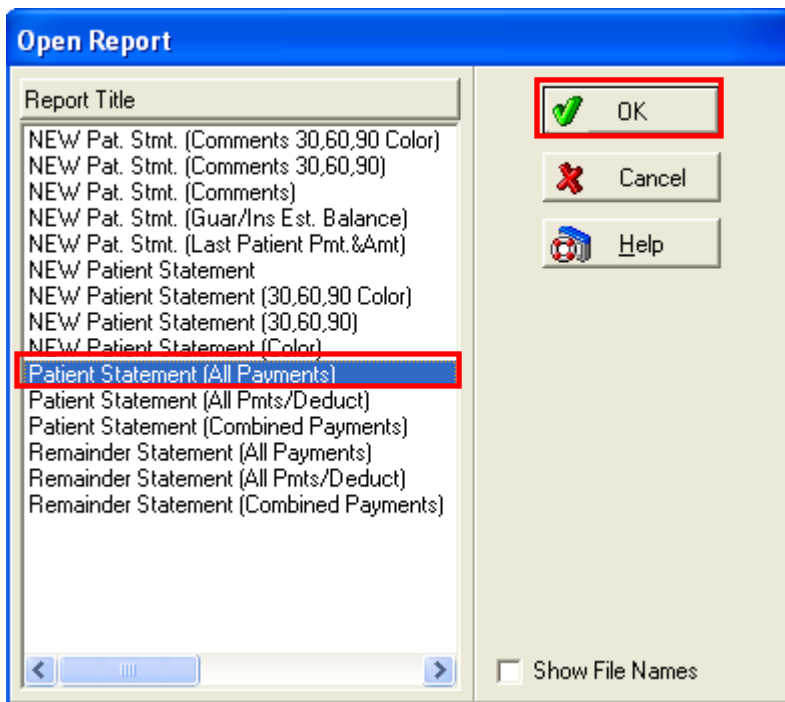 Open Report
Report Title
NEW Pat. Stmt. (Comments 30,60,90 Color)
NEW Pat. Stmt. (Comments 30,60,90)
NEW Pat. Stmt. (Comments)
NEW Pat. Stmt. (Guar/Ins Est. Balance)
NEW Pat. Stmt. (Last Patient Pmt.&Amt)
NEW Patient Statement
NEW Patient Statement (30,60,90 Color)
NEW Patient Statement (30,60,90)
NEW Patient Statement (Color)
Patient Statement (All Payments)
Patient Statement (All Pmts/Deduct)
Patient Statement (Combined Payments)
Remainder Statement (All Payments)
Remainder Statement (All Pmts/Deduct)
Remainder Statement (Combined Payments)
OK
Cancel
Help
Show File Names